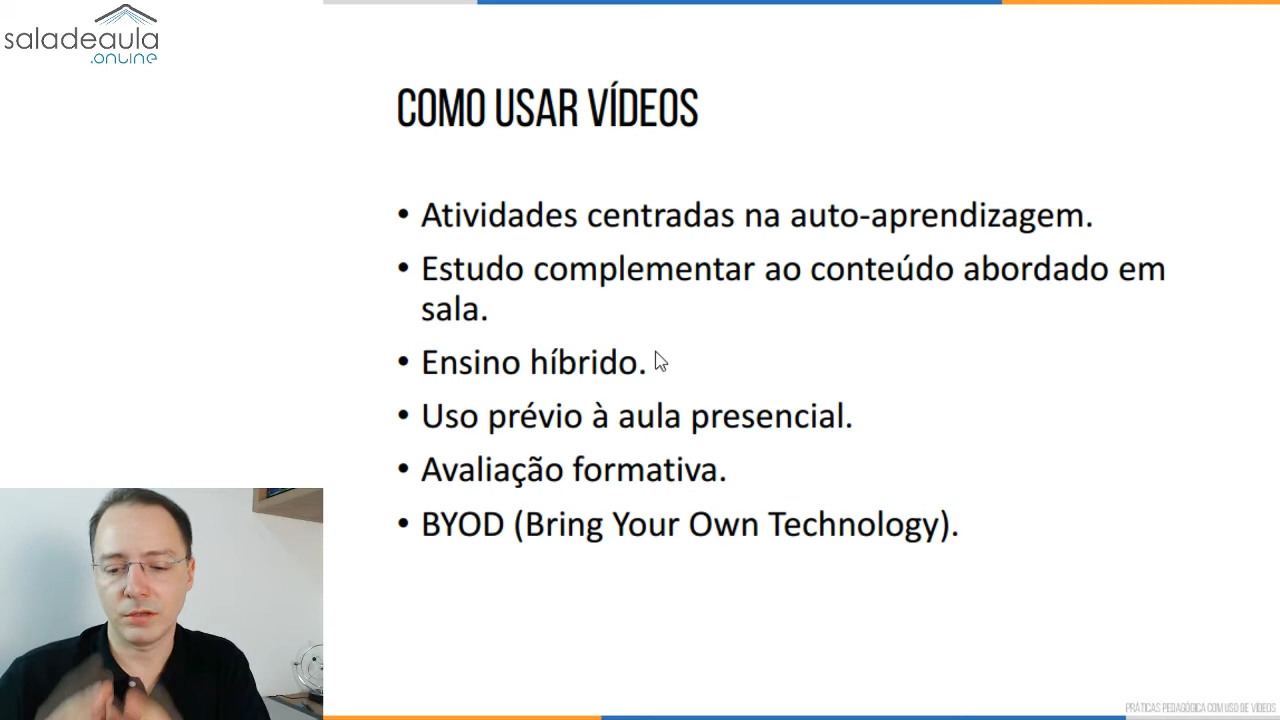 saladeaula
.online
COMO USAR VÍDEOS
• Atividades centradas na auto-aprendizagem.
• Estudo complementar ao conteúdo abordado em
sala.
• Ensino híbrido.
• Uso prévio à aula presencial.
• Avaliação formativa.
• BYOD (Bring Your Own Technology).
PRÁTICAS PEDAGÓGICA COM USO DE VÍDEOS